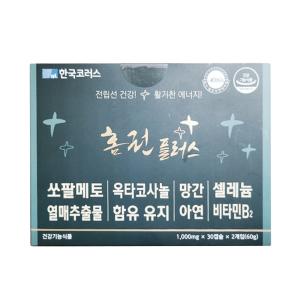 한국코러스
전립선 건강! 활기찬 에너지!
홈전 플러스
쏘팔메토 옥타코사놀 망간 셀레늄
열매추출물 함유 유지 아연 비타민B₂
건강기능식품
1,000mg × 30캡슐 × 2개입(60g)